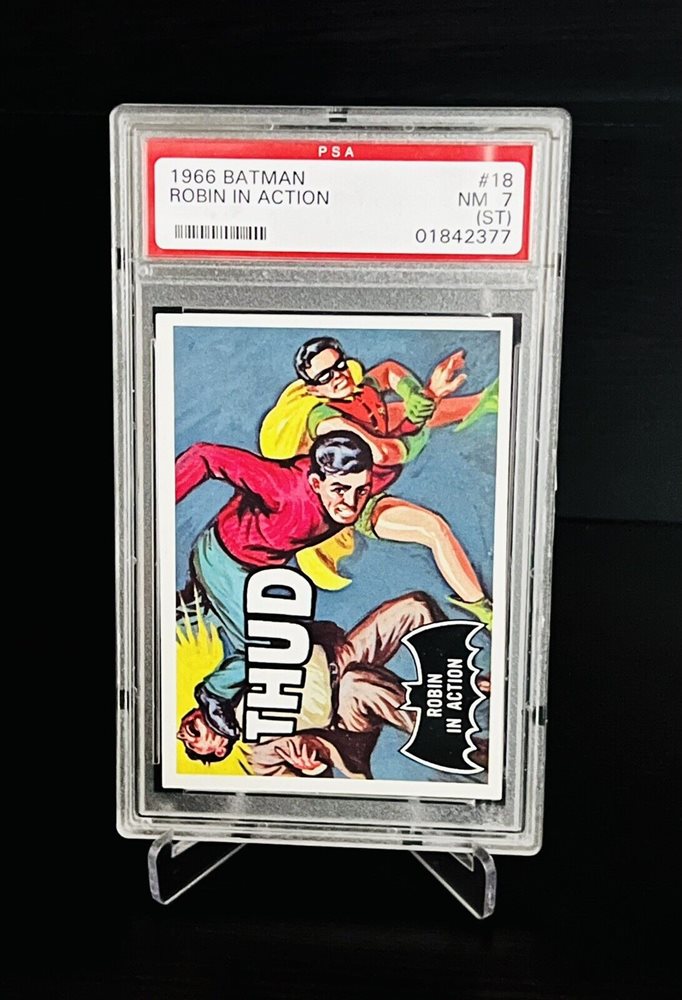 PSA
1966 BATMAN #18
ROBIN IN ACTION NM 7
(ST)
01842377
THUD
ROBIN
IN ACTION